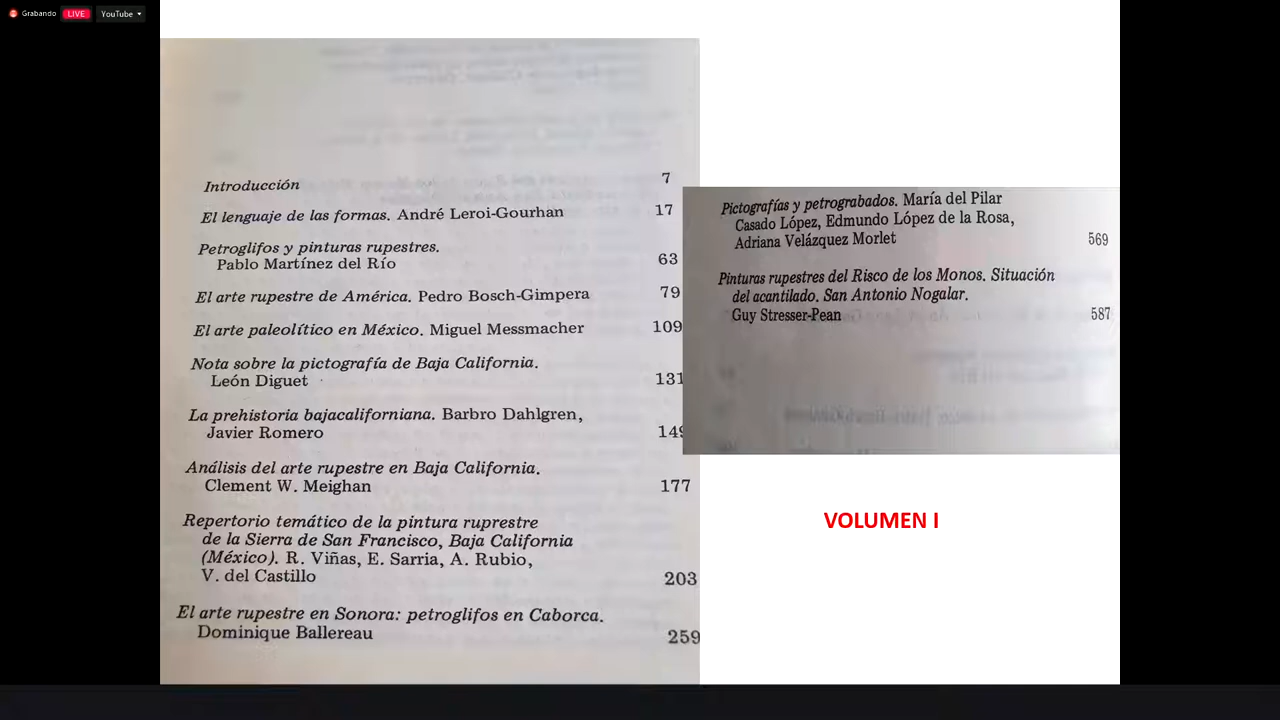 Grabando LIVE YouTube
Introducción 7
El lenguaje de las formas. André Leroi-Gourhan 17
Petroglifos y pinturas rupestres.
Pablo Martínez del Río 63
El arte rupestre de América. Pedro Bosch-Gimpera 79
El arte paleolítico en México. Miguel Messmacher 109
Nota sobre la pictografía de Baja California.
León Diguet 131
La prehistoria bajacaliforniana. Barbro Dahlgren,
Javier Romero 149
Análisis del arte rupestre en Baja California.
Clement W. Meighan 177
Repertorio temático de la pintura ruprestre
de la Sierra de San Francisco, Baja California
(México). R. Viñas, E. Sarria, A. Rubio,
V. del Castillo 203
El arte rupestre en Sonora: petroglifos en Caborca.
Dominique Ballereau 259
Pictografías y petrograbados. María del Pilar
Casado López, Edmundo López de la Rosa,
Adriana Velázquez Morlet 569
Pinturas rupestres del Risco de los Monos. Situación
del acantilado. San Antonio Nogalar.
Guy Stresser-Pean 587
VOLUMEN I